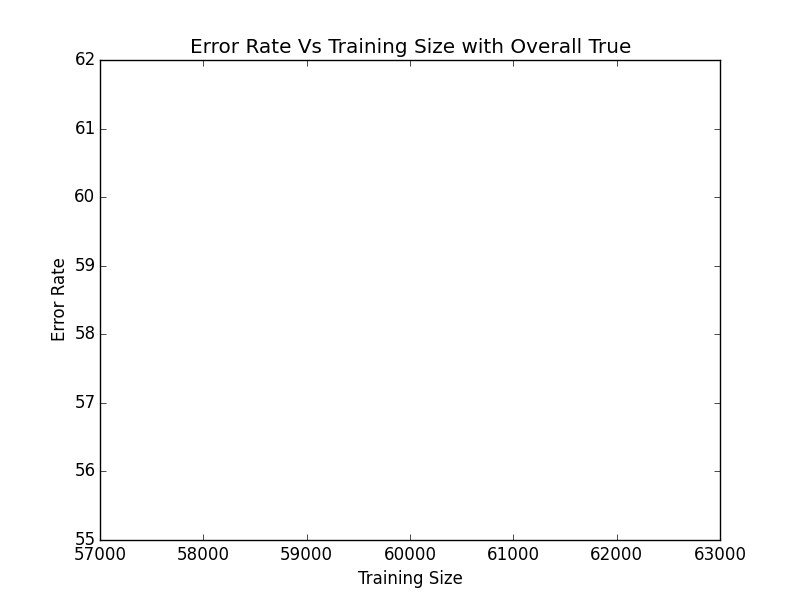 Error Rate Vs Training Size with Overall True
62
61
60
59
58
57
56
55
Error Rate
57000 58000 59000 60000 61000 62000 63000
Training Size